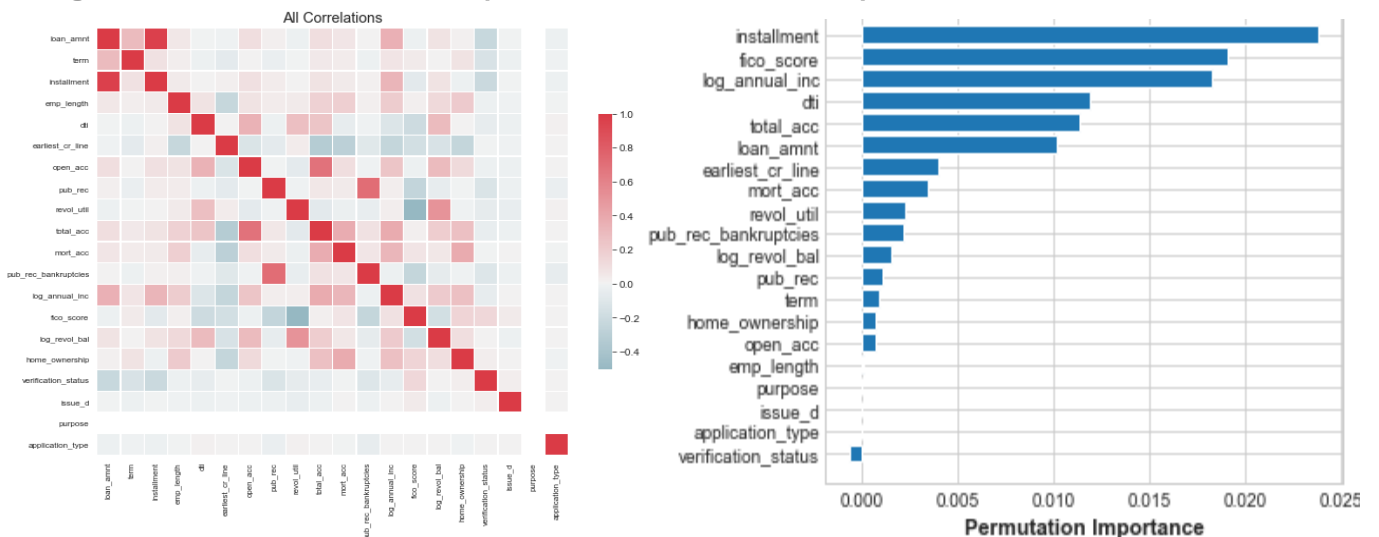 All Correlations
loan_amnt
term
installment
emp_length
dti
earliest_cr_line
open_acc
pub_rec
revol_util
total_acc
mort_acc
pub_rec_bankruptcies
log_annual_inc
fico_score
log_revol_bal
home_ownership
verification_status
issue_d
purpose
application_type
loan_amnt
term
installment
emp_length
dti
earliest_cr_line
open_acc
pub_rec
revol_util
total_acc
mort_acc
ub_rec_bankruptcies
log_annual_inc
fico_score
log_revol_bal
home_ownership
verification_status
issue_d
purpose
application_type
1.0
0.8
0.6
0.4
0.2
0.0
−0.2
−0.4
installment
fico_score
log_annual_inc
dti
total_acc
loan_amnt
earliest_cr_line
mort_acc
revol_util
pub_rec_bankruptcies
log_revol_bal
pub_rec
term
home_ownership
open_acc
emp_length
purpose
issue_d
application_type
verification_status
0.000
0.005
0.010
0.015
0.020
0.025
Permutation Importance